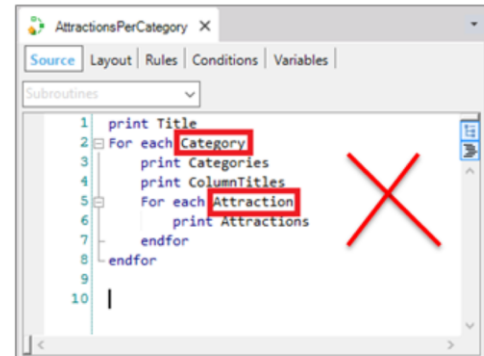 AttractionsPerCategory X
Source Layout Rules Conditions Variables
Subroutines
1 print Title
2 For each Category
3 print Categories
4 print ColumnTitles
5 For each Attraction
6 print Attractions
7 endfor
8 endfor
9
10